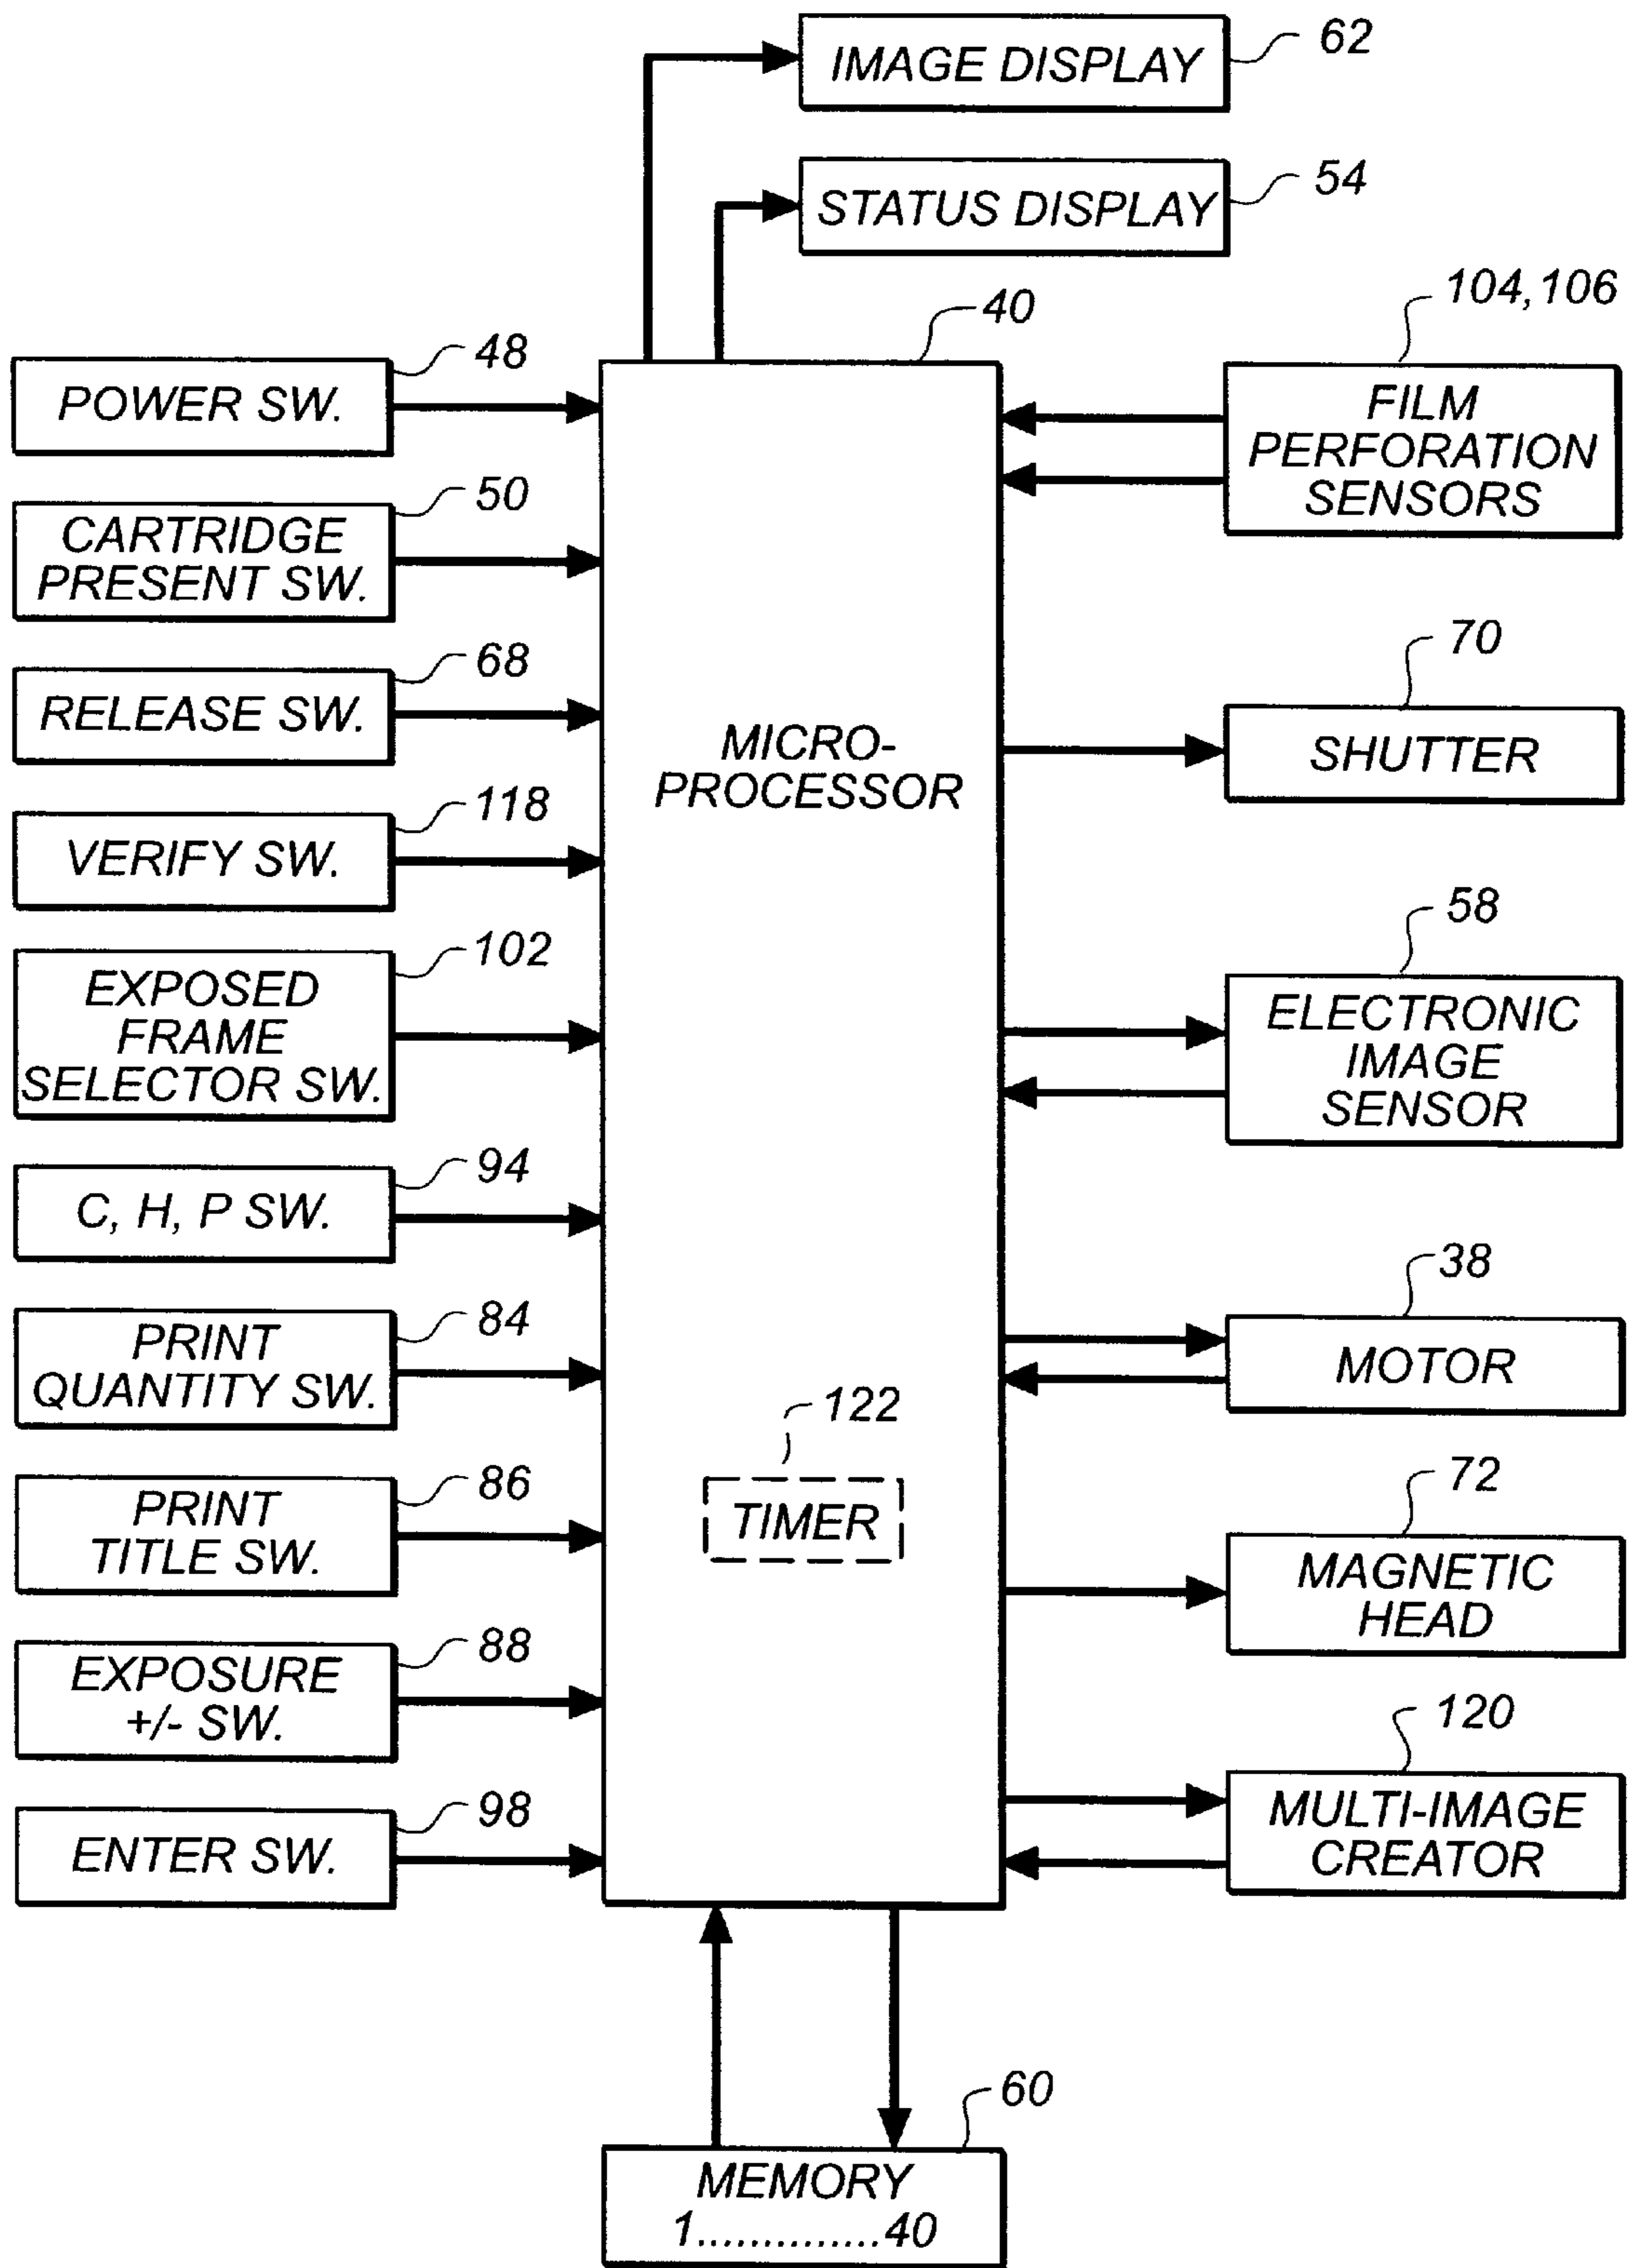 IMAGE DISPLAY
62
STATUS DISPLAY
54
40
104,106
POWER SW.
48
CARTRIDGE
PRESENT SW.
50
RELEASE SW.
68
VERIFY SW.
118
EXPOSED
FRAME
SELECTOR SW.
102
C, H, P SW.
94
PRINT
QUANTITY SW.
84
PRINT
TITLE SW.
86
EXPOSURE
+/- SW.
88
ENTER SW.
98
MICRO-
PROCESSOR
122
TIMER
FILM
PERFORATION
SENSORS
70
SHUTTER
58
ELECTRONIC
IMAGE
SENSOR
38
MOTOR
72
MAGNETIC
HEAD
120
MULTI-IMAGE
CREATOR
60
MEMORY
1..............40